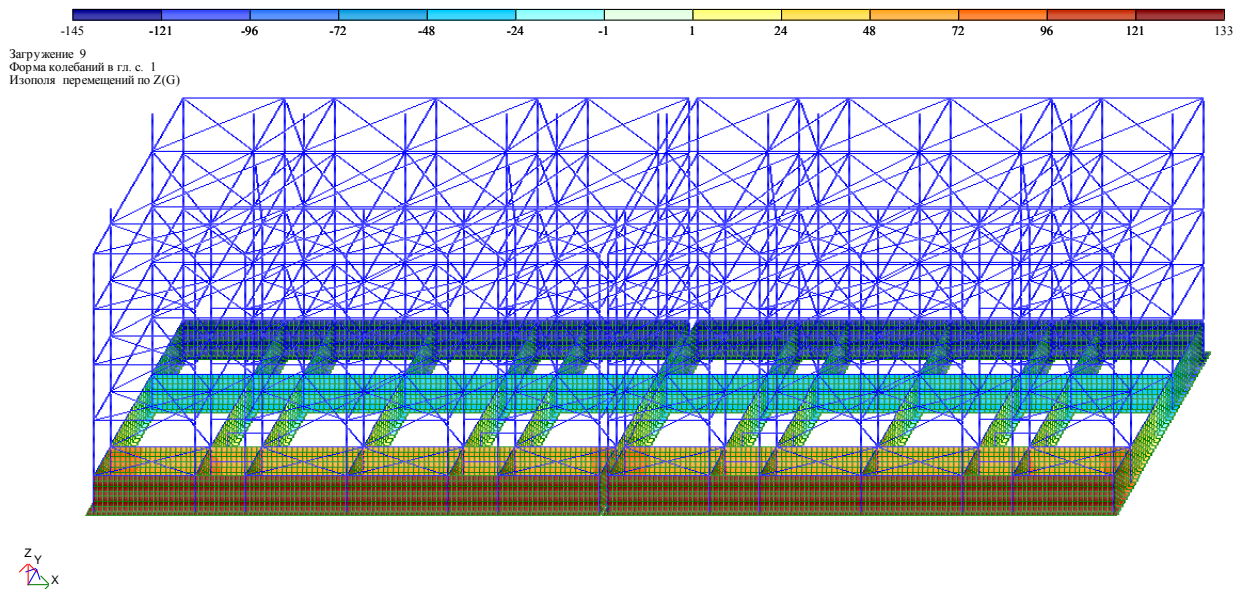 -145 -121 -96 -72 -48 -24 -1 1 24 48 72 96 121 133
Загружение 9
Форма колебаний в гл. с. 1
Изополя перемещений по Z(G)
Z
Y
X